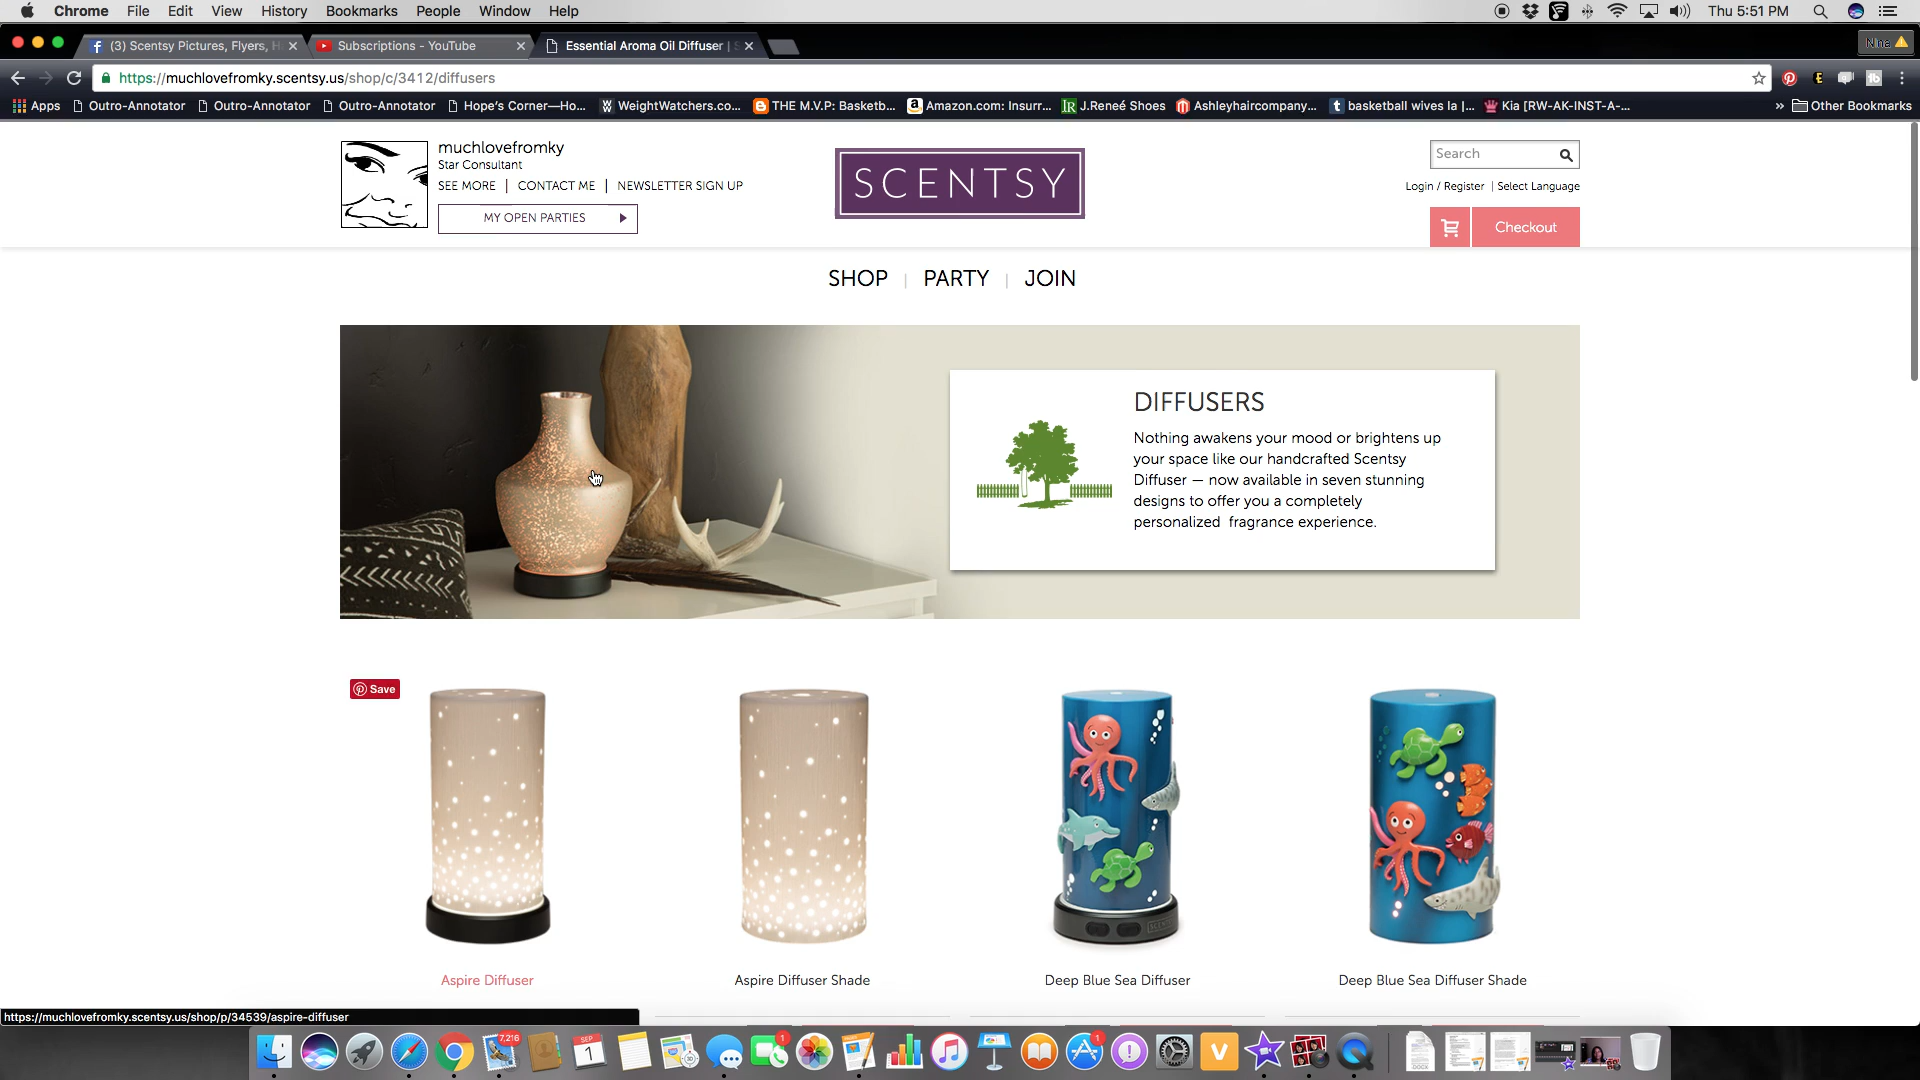 Chrome File Edit View History Bookmarks People Window Help Thu 5:51 PM
(3) Scentsy Pictures, Flyers, H Subscriptions - YouTube Essential Aroma Oil Diffuser | S Nina
https://muchlovefromky.scentsy.us/shop/c/3412/diffusers
Apps Outro-Annotator Outro-Annotator Outro-Annotator Hope's Corner—Ho... WeightWatchers.co... THE M.V.P: Basketb... Amazon.com: Insurr... J.Reneé Shoes Ashleyhaircompany... basketball wives la |... Kia [RW-AK-INST-A-... » Other Bookmarks
muchlovefromky
Star Consultant
SEE MORE | CONTACT ME | NEWSLETTER SIGN UP
MY OPEN PARTIES
SCENTSY
Search
Login / Register | Select Language
Checkout
SHOP | PARTY | JOIN
DIFFUSERS
Nothing awakens your mood or brightens up
your space like our handcrafted Scentsy
Diffuser — now available in seven stunning
designs to offer you a completely
personalized fragrance experience.
Save
Aspire Diffuser
Aspire Diffuser Shade
Deep Blue Sea Diffuser
Deep Blue Sea Diffuser Shade
https://muchlovefromky.scentsy.us/shop/p/34539/aspire-diffuser
7,216
SEP
1
1
1